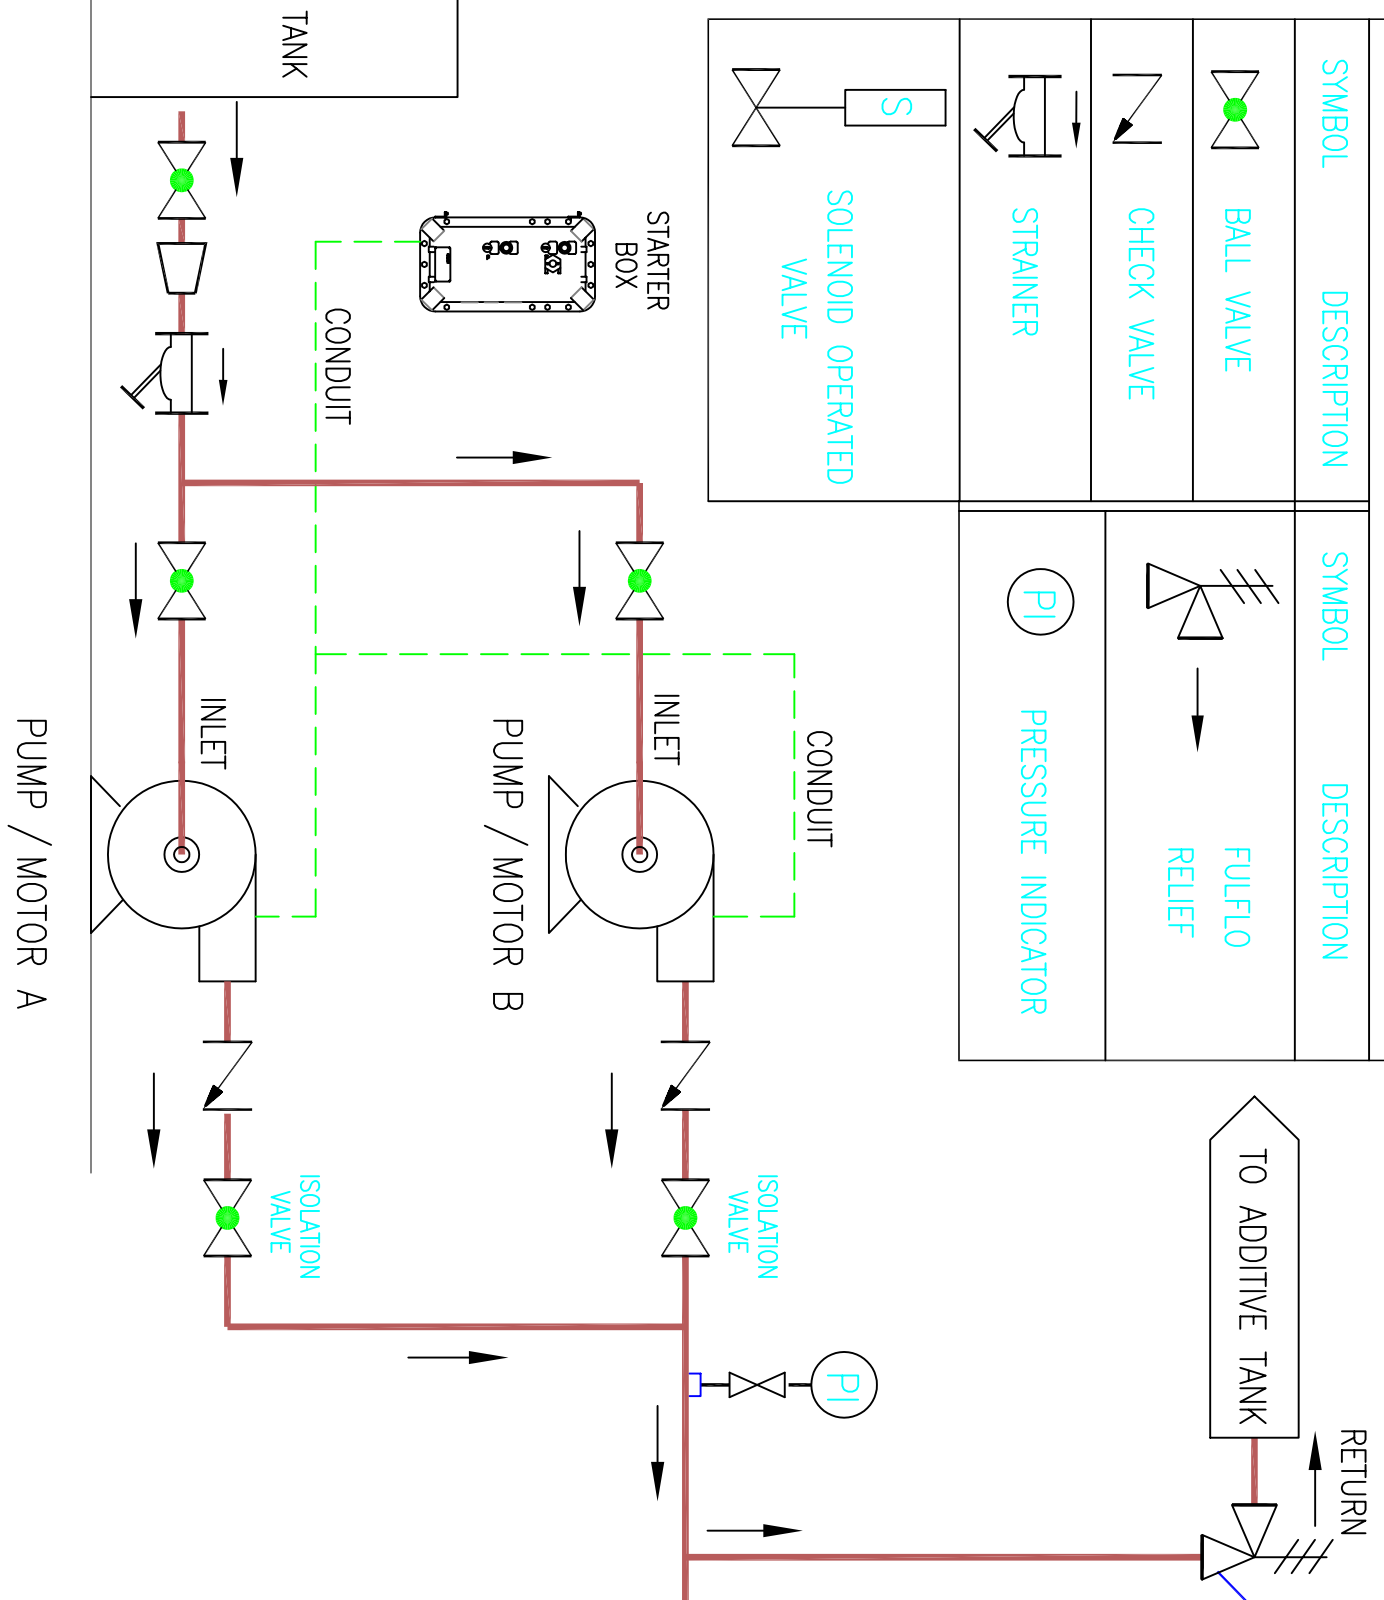 SYMBOL
DESCRIPTION
BALL VALVE
CHECK VALVE
STRAINER
S
SOLENOID OPERATED
VALVE
SYMBOL
DESCRIPTION
FULFLO
RELIEF
PI
PRESSURE INDICATOR
TANK
STARTER
BOX
CONDUIT
CONDUIT
INLET
INLET
PUMP / MOTOR B
PUMP / MOTOR A
ISOLATION
VALVE
ISOLATION
VALVE
PI
TO ADDITIVE TANK
RETURN